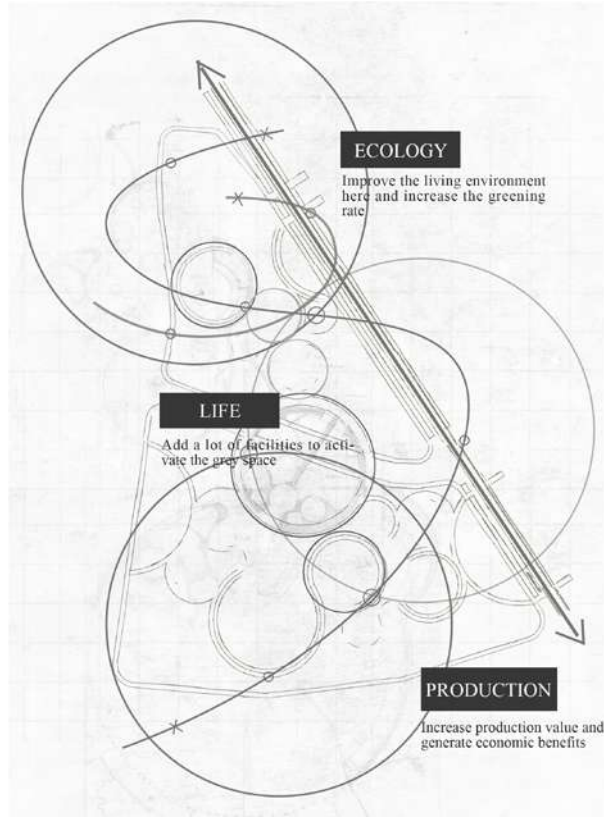 ECOLOGY
Improve the living environment
here and increase the greening
rate
LIFE
Add a lot of facilities to acti-
vate the grey space
PRODUCTION
Increase production value and
generate economic benefits